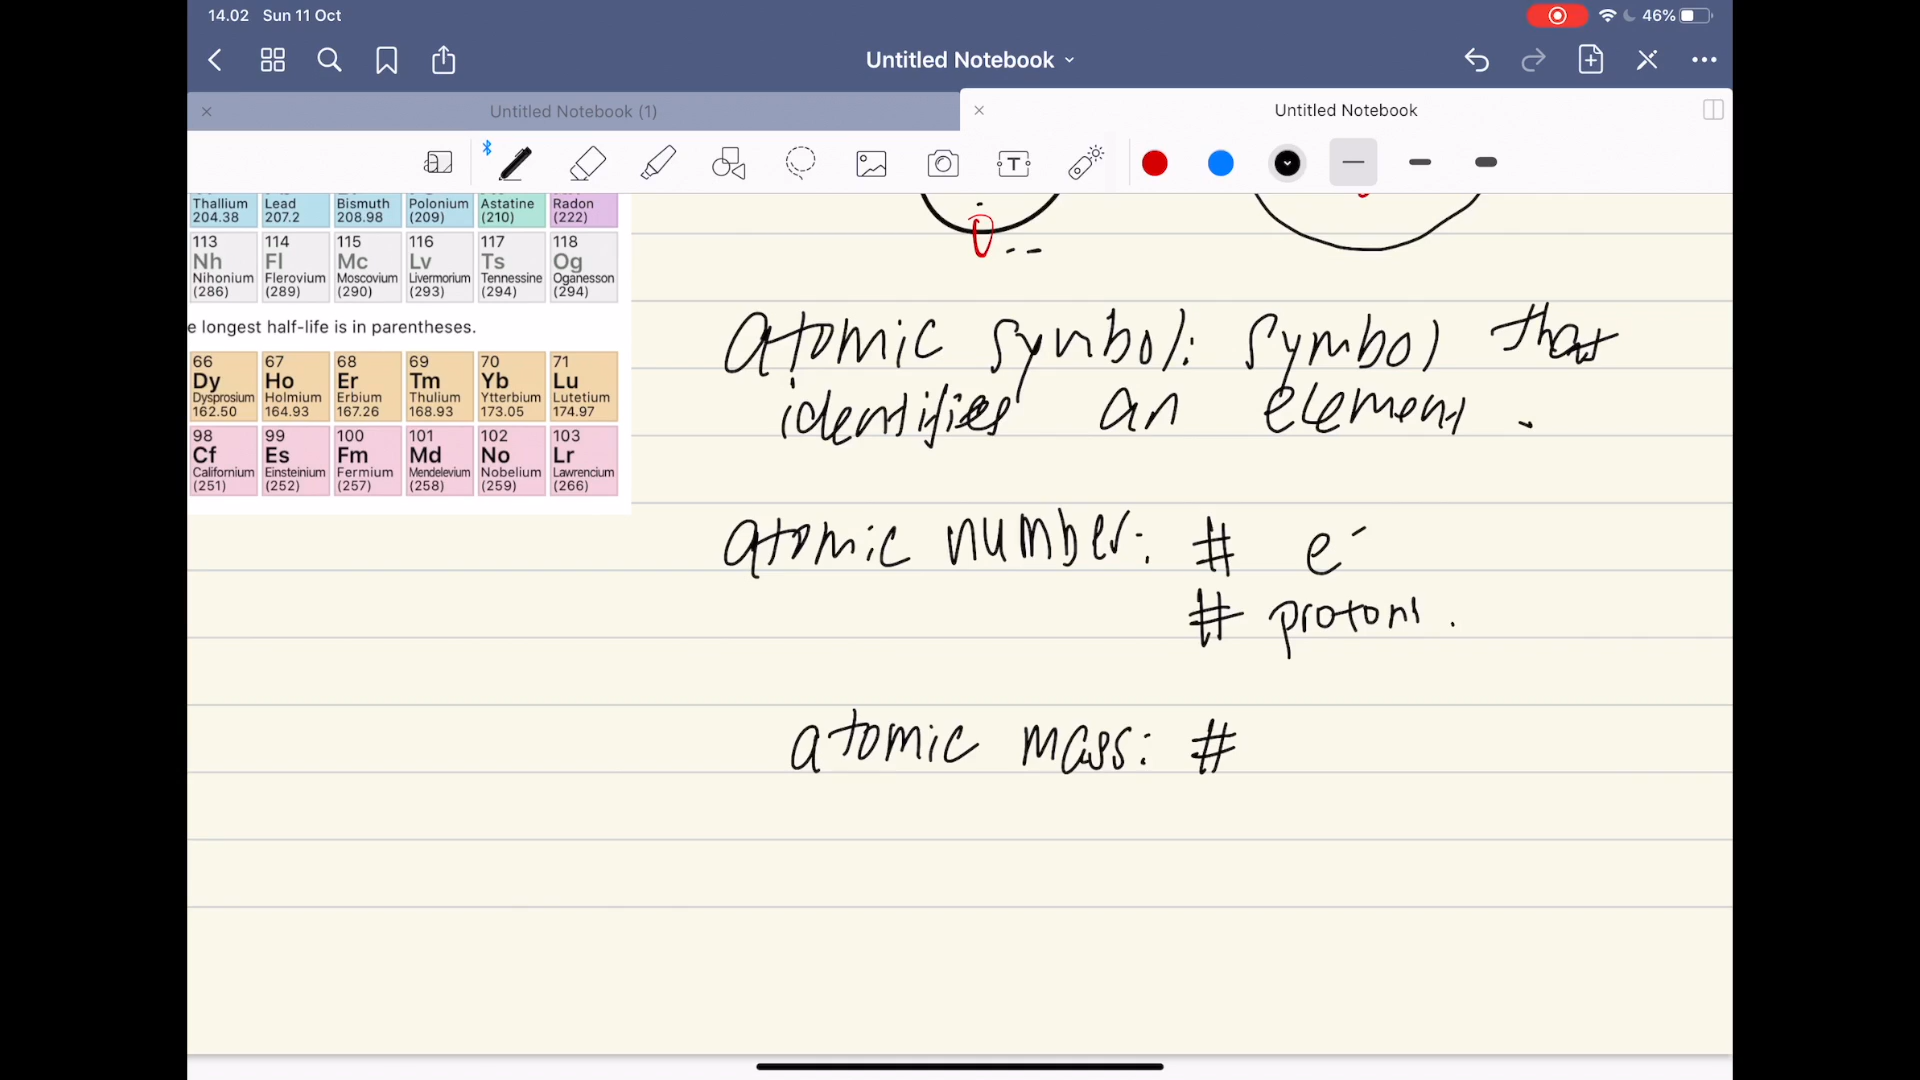 14.02 Sun 11 Oct
46%
Untitled Notebook
Untitled Notebook (1)
Untitled Notebook
T
Thallium Lead Bismuth Polonium Astatine Radon
204.38 207.2 208.98 (209) (210) (222)
113 114 115 116 117 118
Nh Fl Mc Lv Ts Og
Nihonium Flerovium Moscovium Livermorium Tennessine Oganesson
(286) (289) (290) (293) (294) (294)
e longest half-life is in parentheses.
66 67 68 69 70 71
Dy Ho Er Tm Yb Lu
Dysprosium Holmium Erbium Thulium Ytterbium Lutetium
162.50 164.93 167.26 168.93 173.05 174.97
98 99 100 101 102 103
Cf Es Fm Md No Lr
Californium Einsteinium Fermium Mendelevium Nobelium Lawrencium
(251) (252) (257) (258) (259) (266)
atomic synbol: symbol that
identifies an element .
atomic number: # e-
# protons .
atomic mass: #